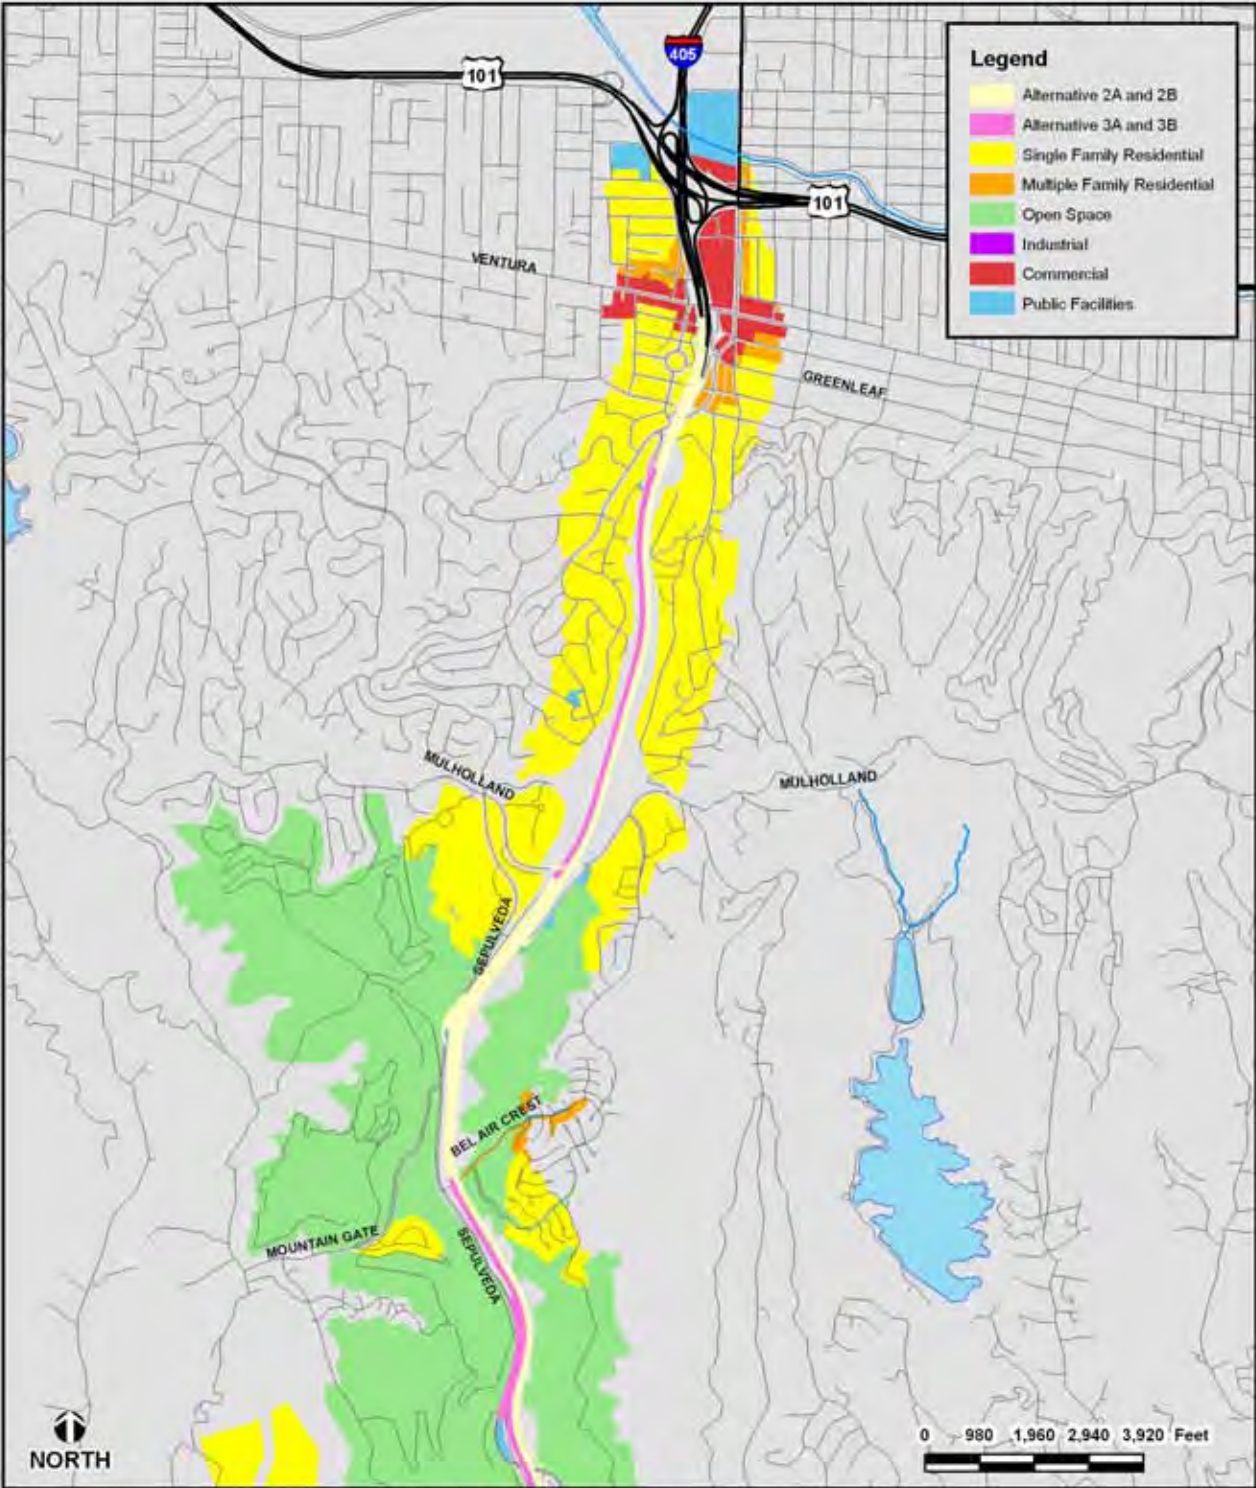 405
101
Legend
Alternative 2A and 2B
Alternative 3A and 3B
Single Family Residential
Multiple Family Residential
Open Space
Industrial
Commercial
Public Facilities
101
VENTURA
GREENLEAF
MULHOLLAND
MULHOLLAND
SEPULVEDA
BEL AIR CREST
MOUNTAIN GATE
SEPULVEDA
NORTH
0 980 1,960 2,940 3,920 Feet